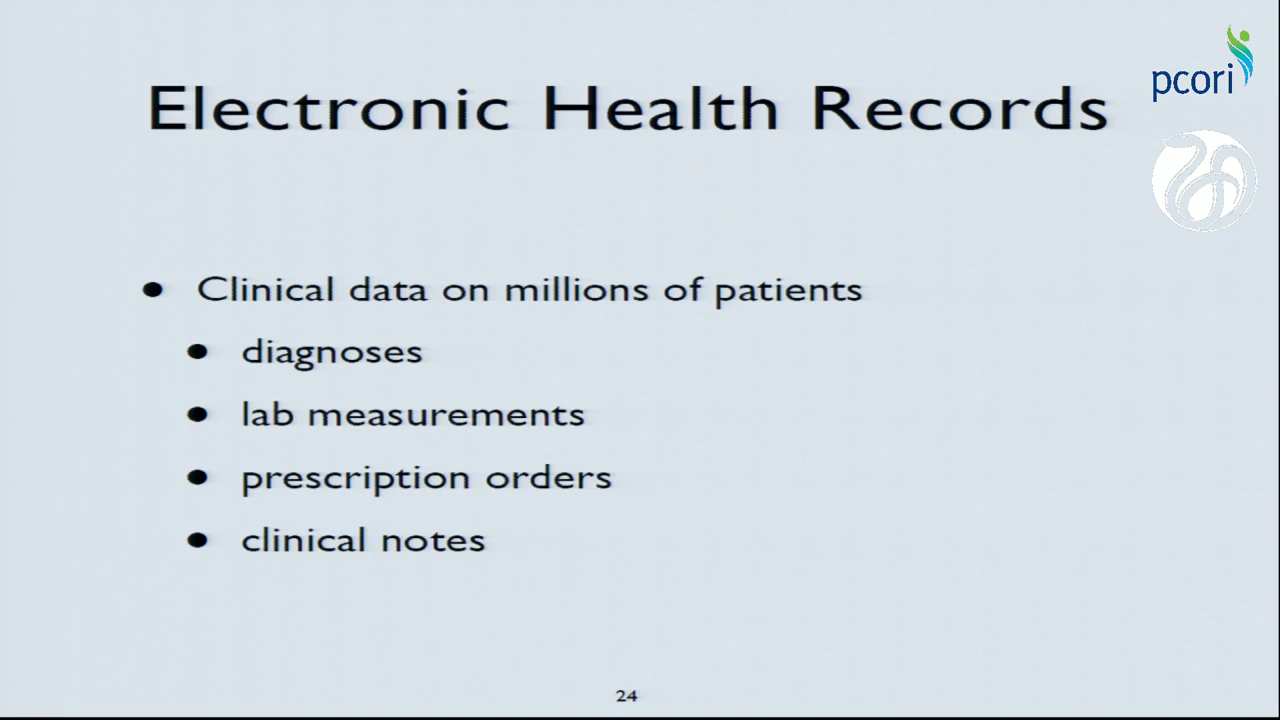 pcori
Electronic Health Records
• Clinical data on millions of patients
• diagnoses
• lab measurements
• prescription orders
• clinical notes
24